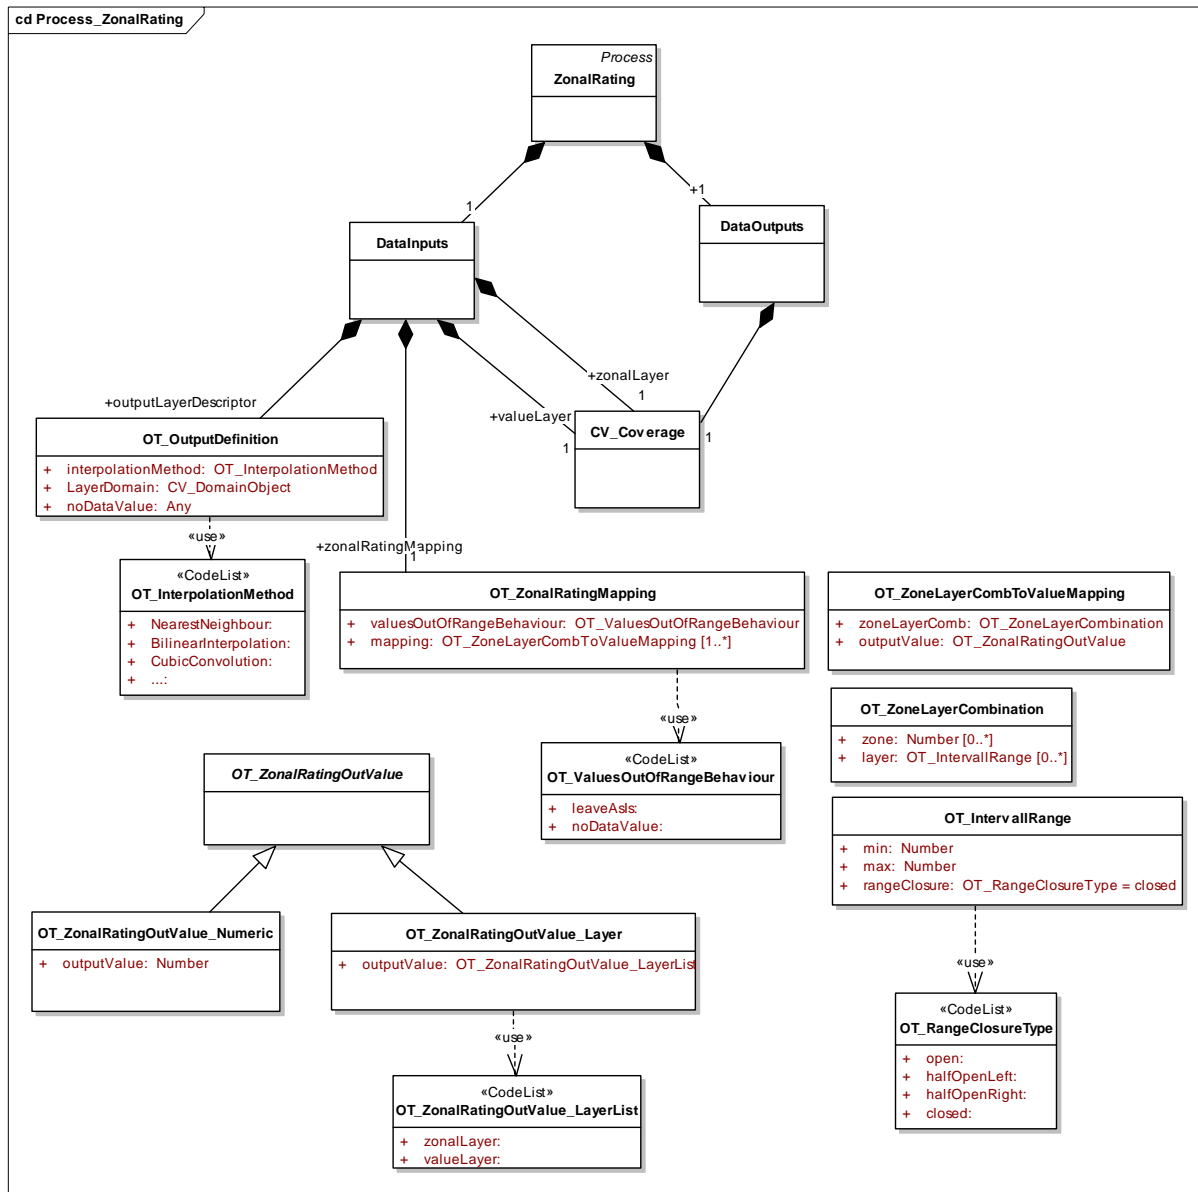 cd Process_ZonalRating
Process
ZonalRating
1
+1
DataInputs
DataOutputs
+zonalLayer
1
+outputLayerDescriptor
+valueLayer
1
1
CV_Coverage
OT_OutputDefinition
+ interpolationMethod: OT_InterpolationMethod
+ LayerDomain: CV_DomainObject
+ noDataValue: Any
«use»
+zonalRatingMapping
1
«CodeList»
OT_InterpolationMethod
+ NearestNeighbour:
+ BilinearInterpolation:
+ CubicConvolution:
+ ...:
OT_ZonalRatingMapping
+ valuesOutOfRangeBehaviour: OT_ValuesOutOfRangeBehaviour
+ mapping: OT_ZoneLayerCombToValueMapping [1..*]
OT_ZoneLayerCombToValueMapping
+ zoneLayerComb: OT_ZoneLayerCombination
+ outputValue: OT_ZonalRatingOutValue
«use»
OT_ZoneLayerCombination
+ zone: Number [0..*]
+ layer: OT_IntervallRange [0..*]
«CodeList»
OT_ValuesOutOfRangeBehaviour
+ leaveAsIs:
+ noDataValue:
OT_ZonalRatingOutValue
OT_IntervallRange
+ min: Number
+ max: Number
+ rangeClosure: OT_RangeClosureType = closed
OT_ZonalRatingOutValue_Numeric
+ outputValue: Number
OT_ZonalRatingOutValue_Layer
+ outputValue: OT_ZonalRatingOutValue_LayerList
«use»
«use»
«CodeList»
OT_RangeClosureType
+ open:
+ halfOpenLeft:
+ halfOpenRight:
+ closed:
«CodeList»
OT_ZonalRatingOutValue_LayerList
+ zonalLayer:
+ valueLayer: